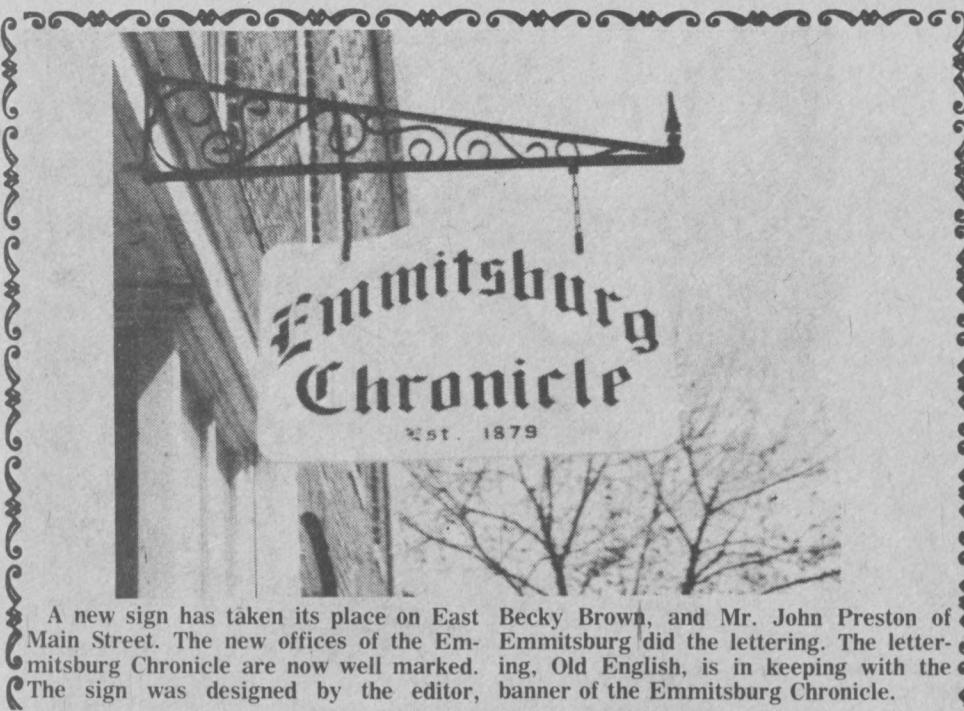 Emmitsburg
Chronicle
Est. 1879
A new sign has taken its place on East
Main Street. The new offices of the Em-
mitsburg Chronicle are now well marked.
The sign was designed by the editor,
Becky Brown, and Mr. John Preston of
Emmitsburg did the lettering. The letter-
ing, Old English, is in keeping with the
banner of the Emmitsburg Chronicle.